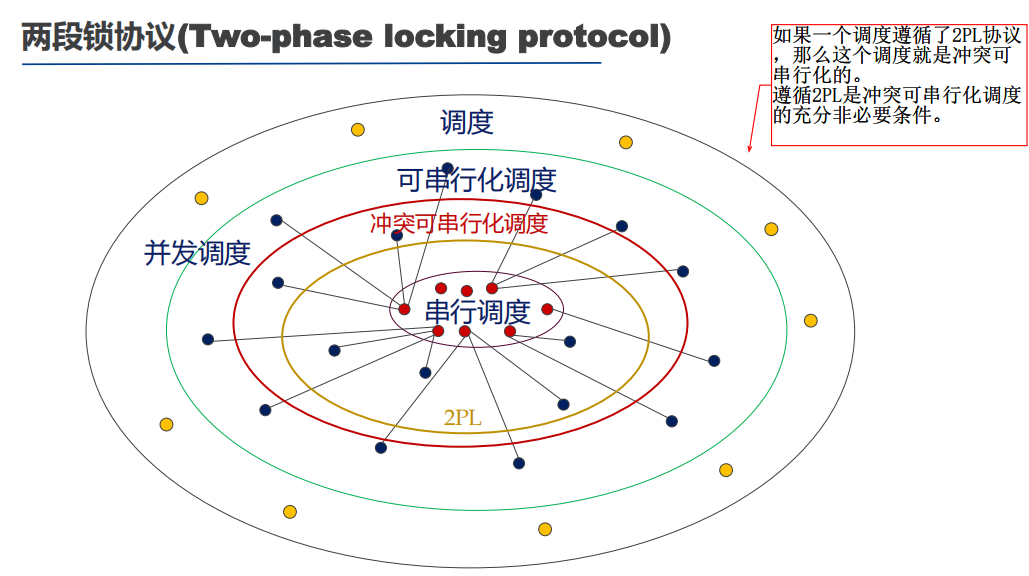 两段锁协议(Two-phase locking protocol)
如果一个调度遵循了2PL协议
，那么这个调度就是冲突可
串行化的。
遵循2PL是冲突可串行化调度
的充分非必要条件。
调度
可串行化调度
冲突可串行化调度
并发调度
串行调度
2PL